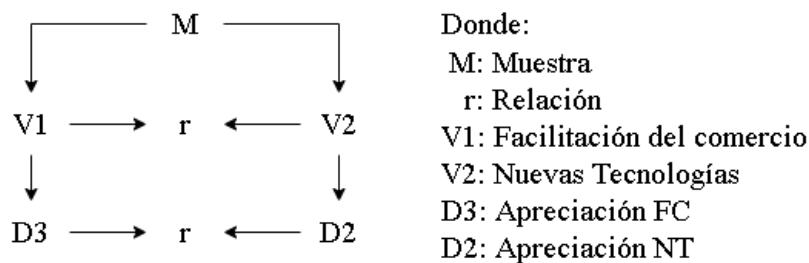 M
V1 r V2
D3 r D2
Donde:
M: Muestra
r: Relación
V1: Facilitación del comercio
V2: Nuevas Tecnologías
D3: Apreciación FC
D2: Apreciación NT